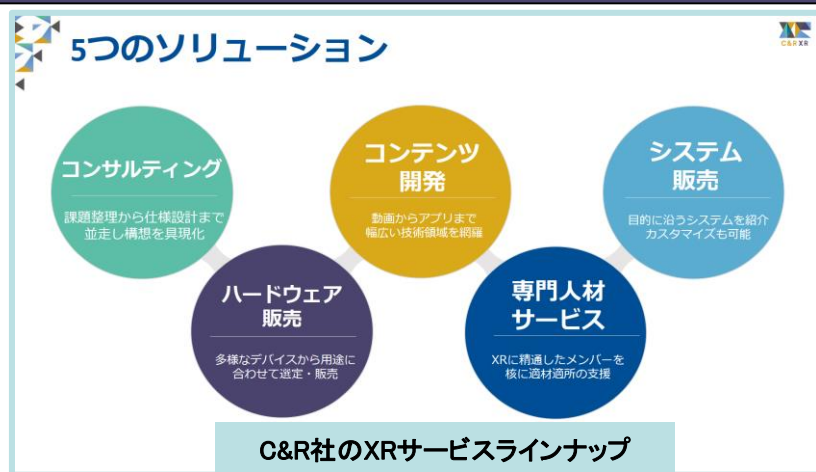 5つのソリューション
C&R XR
コンサルティング
課題整理から仕様設計まで
並走し構想を具現化
ハードウェア
販売
多様なデバイスから用途に
合わせて選定・販売
コンテンツ
開発
動画からアプリまで
幅広い技術領域を網羅
専門人材
サービス
XRに精通したメンバーを
核に適材適所の支援
システム
販売
目的に沿うシステムを紹介
カスタマイズも可能
C&R社のXRサービスラインナップ